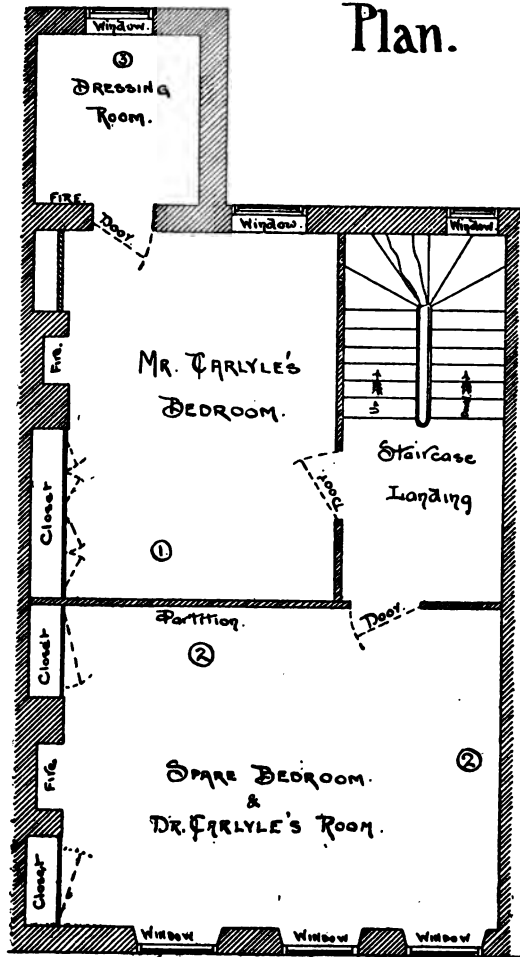 Plan.
Window.
③
DRESSING
ROOM.
FIRE.
Door
Window.
Window.
Fire.
MR. CARLYLE'S
BEDROOM.
Staircase
Landing
Door
Closet
①
Partition.
Door.
Closet
②
②
Fire
SPARE BEDROOM.
&
DR. CARLYLE'S ROOM.
Closet
WINDOW
WINDOW
WINDOW